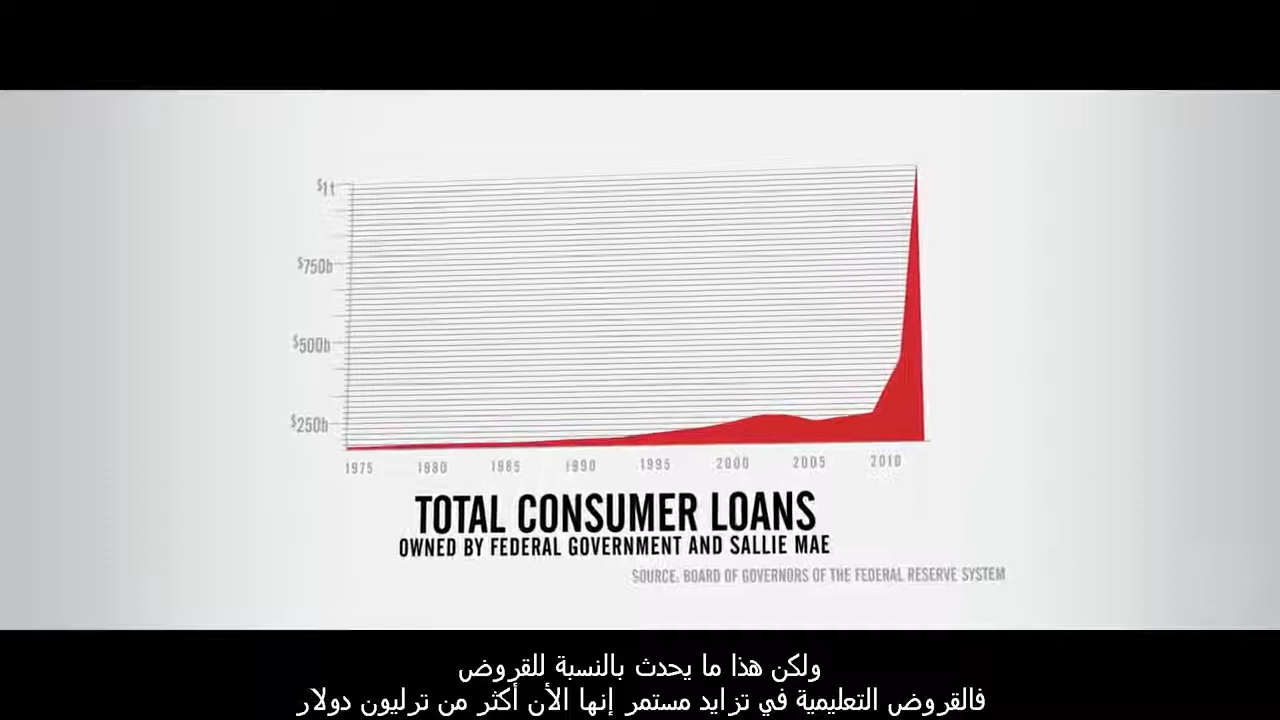 $1t
$750b
$500b
$250b
1975 1980 1985 1990 1995 2000 2005 2010
TOTAL CONSUMER LOANS
OWNED BY FEDERAL GOVERNMENT AND SALLIE MAE
SOURCE: BOARD OF GOVERNORS OF THE FEDERAL RESERVE SYSTEM
ولكن هذا ما يحدث بالنسبة للقروض
فالقروض التعليمية في تزايد مستمر إنها الأن أكثر من ترليون دولار